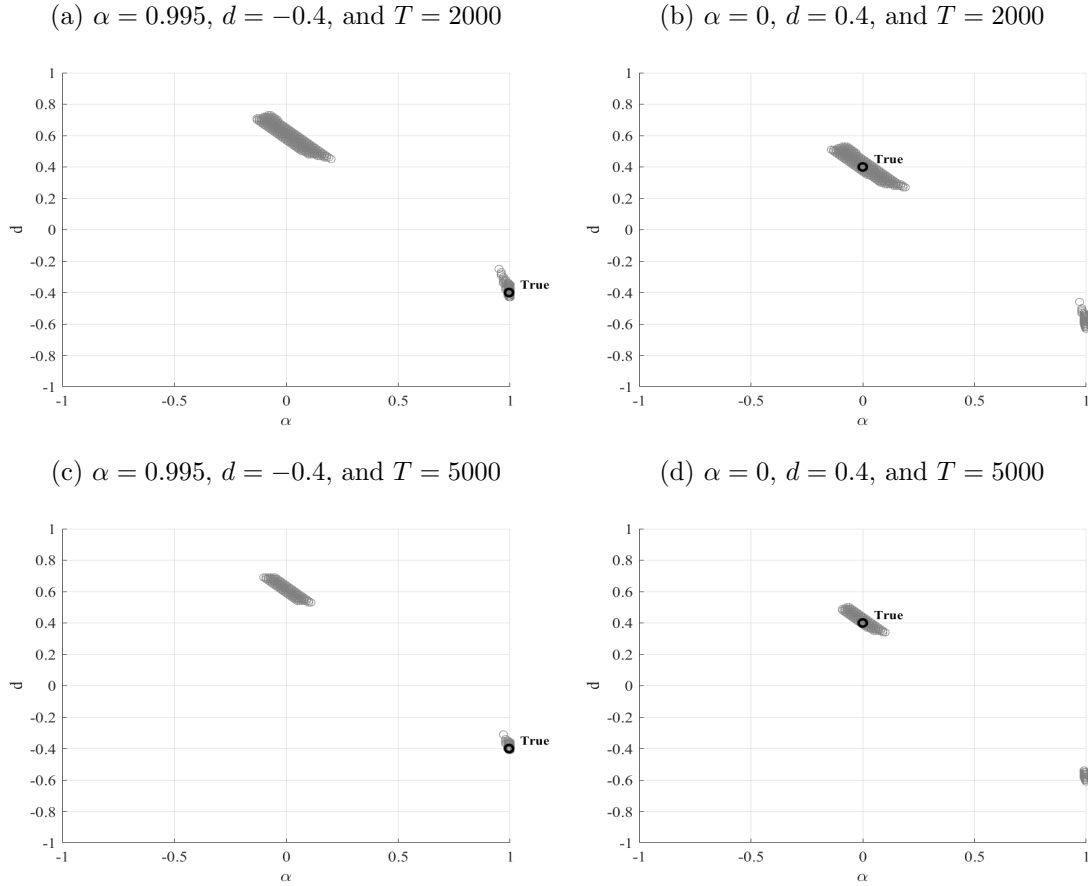 (a) α = 0.995, d = −0.4, and T = 2000
1
0.8
0.6
0.4
0.2
0
-0.2
-0.4
-0.6
-0.8
-1
d
True
-1 -0.5 0 0.5 1
α
(b) α = 0, d = 0.4, and T = 2000
1
0.8
0.6
0.4
0.2
0
-0.2
-0.4
-0.6
-0.8
-1
d
True
-1 -0.5 0 0.5 1
α
(c) α = 0.995, d = −0.4, and T = 5000
1
0.8
0.6
0.4
0.2
0
-0.2
-0.4
-0.6
-0.8
-1
d
True
-1 -0.5 0 0.5 1
α
(d) α = 0, d = 0.4, and T = 5000
1
0.8
0.6
0.4
0.2
0
-0.2
-0.4
-0.6
-0.8
-1
d
True
-1 -0.5 0 0.5 1
α